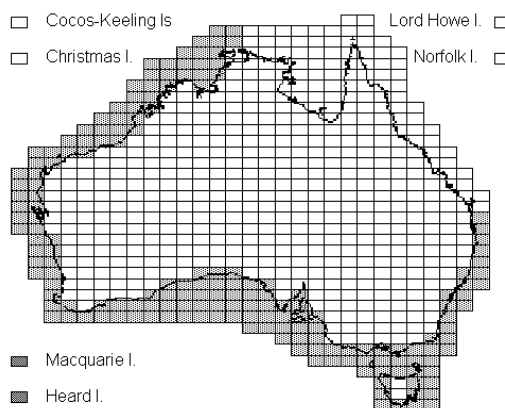 Cocos-Keeling Is
Lord Howe I.
Christmas I.
Norfolk I.
Macquarie I.
Heard I.